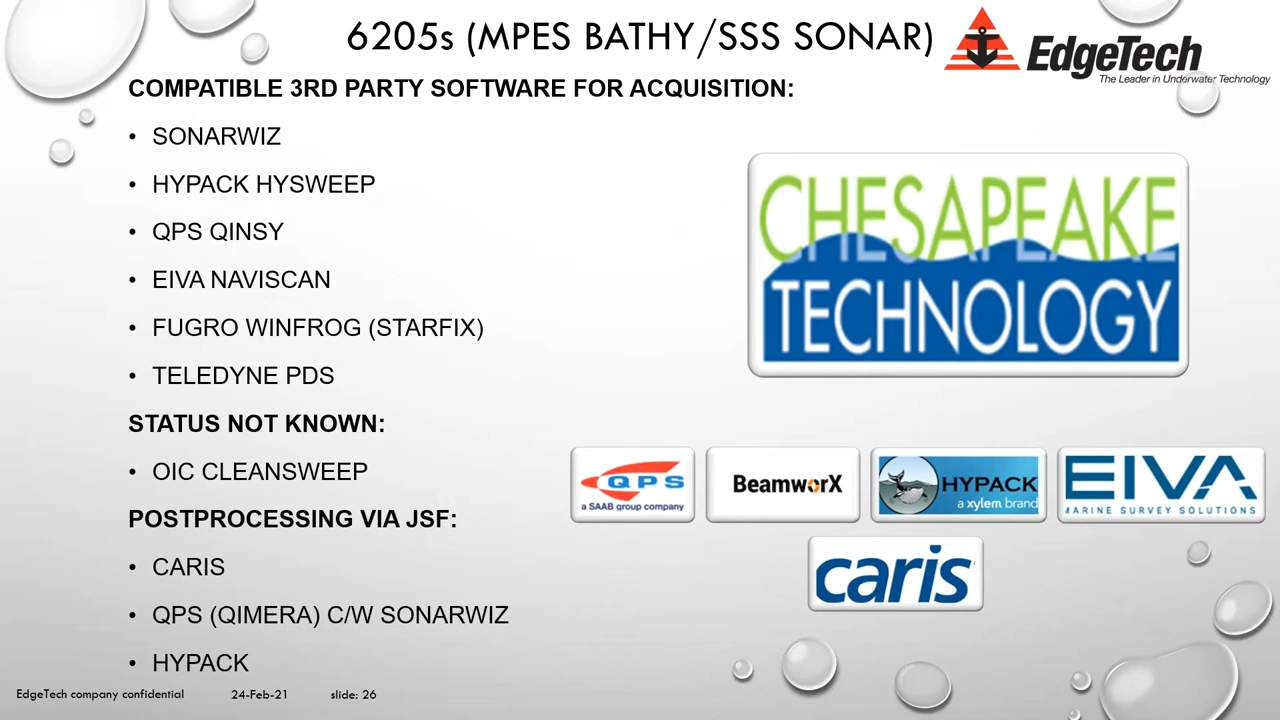 6205s (MPES BATHY/SSS SONAR)
EdgeTech
The Leader in Underwater Technology
COMPATIBLE 3RD PARTY SOFTWARE FOR ACQUISITION:
• SONARWIZ
• HYPACK HYSWEEP
• QPS QINSY
• EIVA NAVISCAN
• FUGRO WINFROG (STARFIX)
• TELEDYNE PDS
STATUS NOT KNOWN:
• OIC CLEANSWEEP
POSTPROCESSING VIA JSF:
• CARIS
• QPS (QIMERA) C/W SONARWIZ
• HYPACK
CHESAPEAKE
TECHNOLOGY
QPS
a SAAB group company
BeamworX
HYPACK
a xylem brand
EIVA
MARINE SURVEY SOLUTIONS
caris
EdgeTech company confidential 24-Feb-21 slide: 26